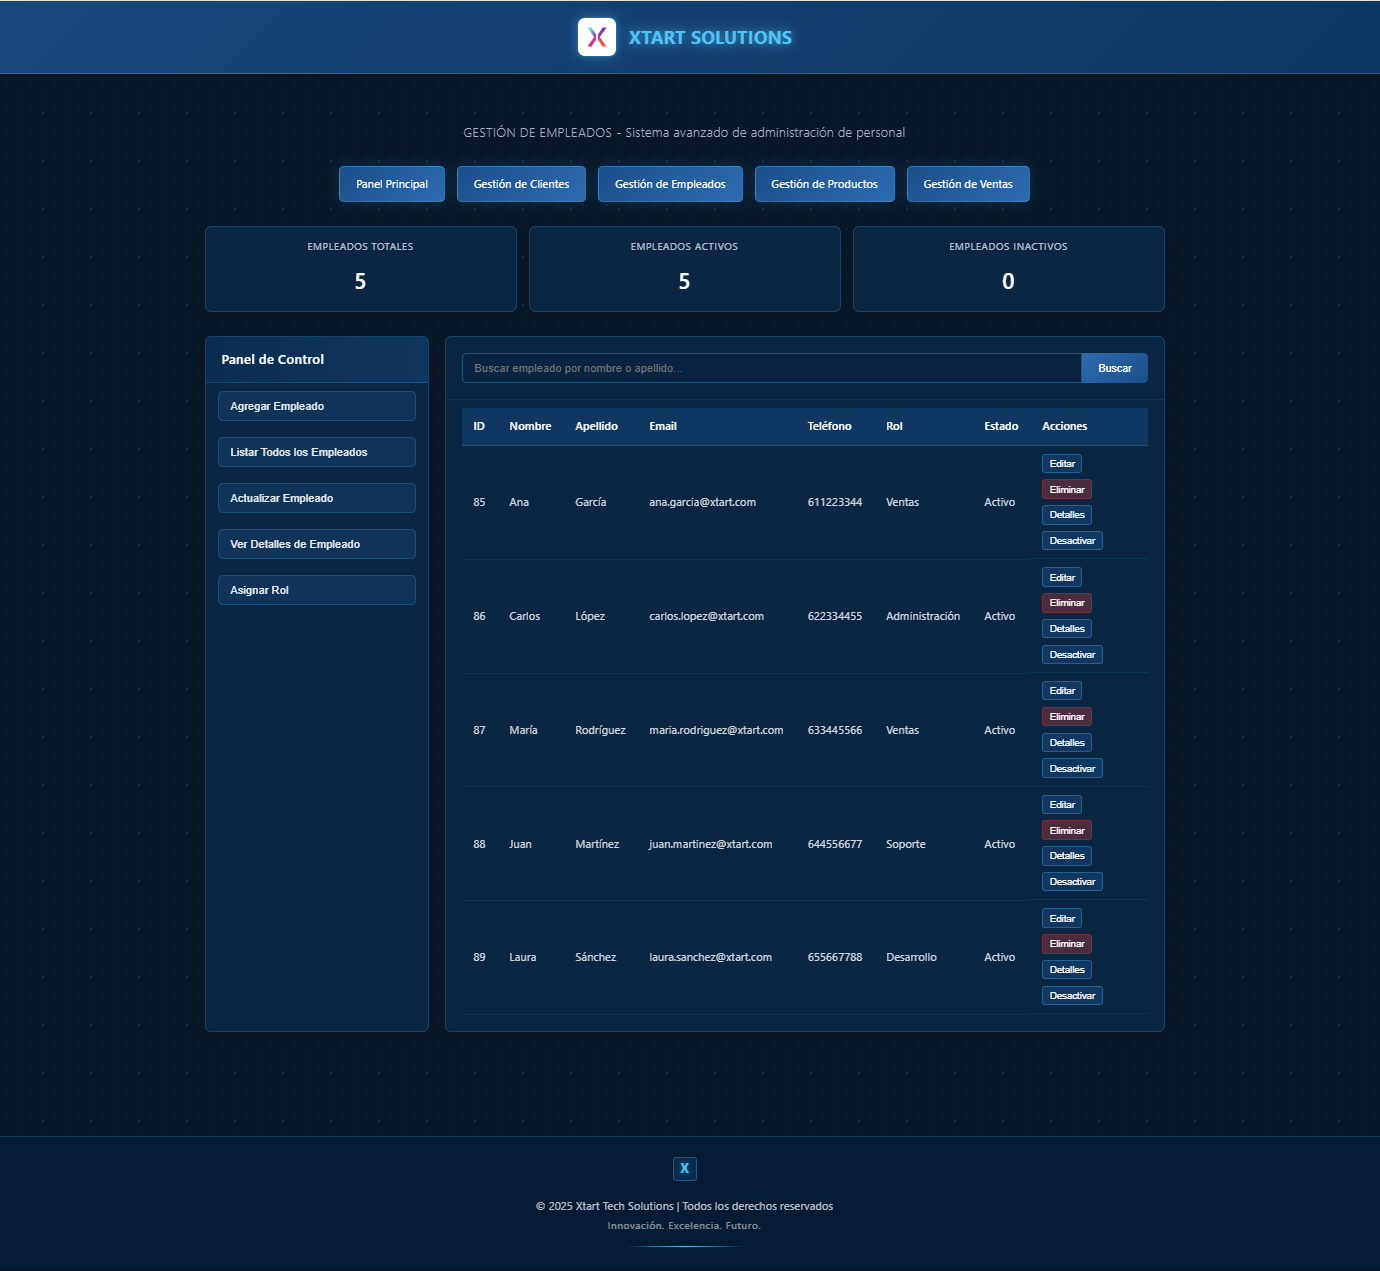 XTART SOLUTIONS
GESTIÓN DE EMPLEADOS - Sistema avanzado de administración de personal
Panel Principal
Gestión de Clientes
Gestión de Empleados
Gestión de Productos
Gestión de Ventas
EMPLEADOS TOTALES
5
EMPLEADOS ACTIVOS
5
EMPLEADOS INACTIVOS
0
Panel de Control
Agregar Empleado
Listar Todos los Empleados
Actualizar Empleado
Ver Detalles de Empleado
Asignar Rol
Buscar empleado por nombre o apellido...
Buscar
ID Nombre Apellido Email Teléfono Rol Estado Acciones
85 Ana García ana.garcia@xtart.com 611223344 Ventas Activo
Editar
Eliminar
Detalles
Desactivar
86 Carlos López carlos.lopez@xtart.com 622334455 Administración Activo
Editar
Eliminar
Detalles
Desactivar
87 María Rodríguez maria.rodriguez@xtart.com 633445566 Ventas Activo
Editar
Eliminar
Detalles
Desactivar
88 Juan Martínez juan.martinez@xtart.com 644556677 Soporte Activo
Editar
Eliminar
Detalles
Desactivar
89 Laura Sánchez laura.sanchez@xtart.com 655667788 Desarrollo Activo
Editar
Eliminar
Detalles
Desactivar
X
© 2025 Xtart Tech Solutions | Todos los derechos reservados
Innovación. Excelencia. Futuro.